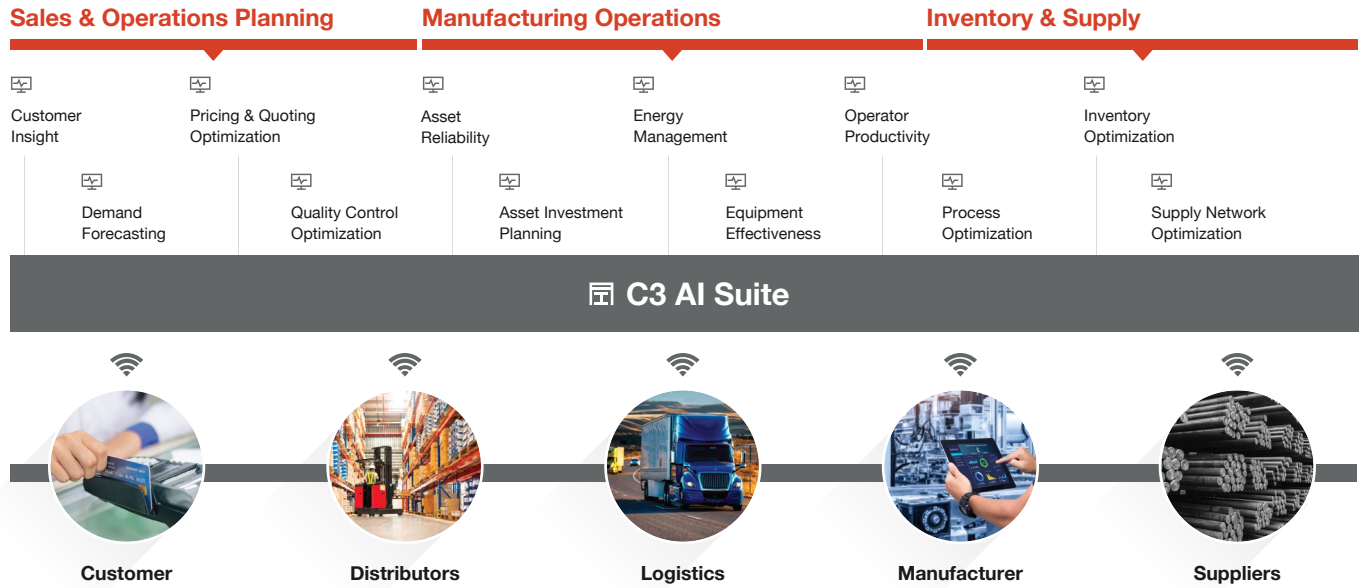 Sales & Operations Planning
Manufacturing Operations
Inventory & Supply
Customer
Insight
Pricing & Quoting
Optimization
Asset
Reliability
Energy
Management
Operator
Productivity
Inventory
Optimization
Demand
Forecasting
Quality Control
Optimization
Asset Investment
Planning
Equipment
Effectiveness
Process
Optimization
Supply Network
Optimization
C3 AI Suite
Customer
Distributors
Logistics
Manufacturer
Suppliers